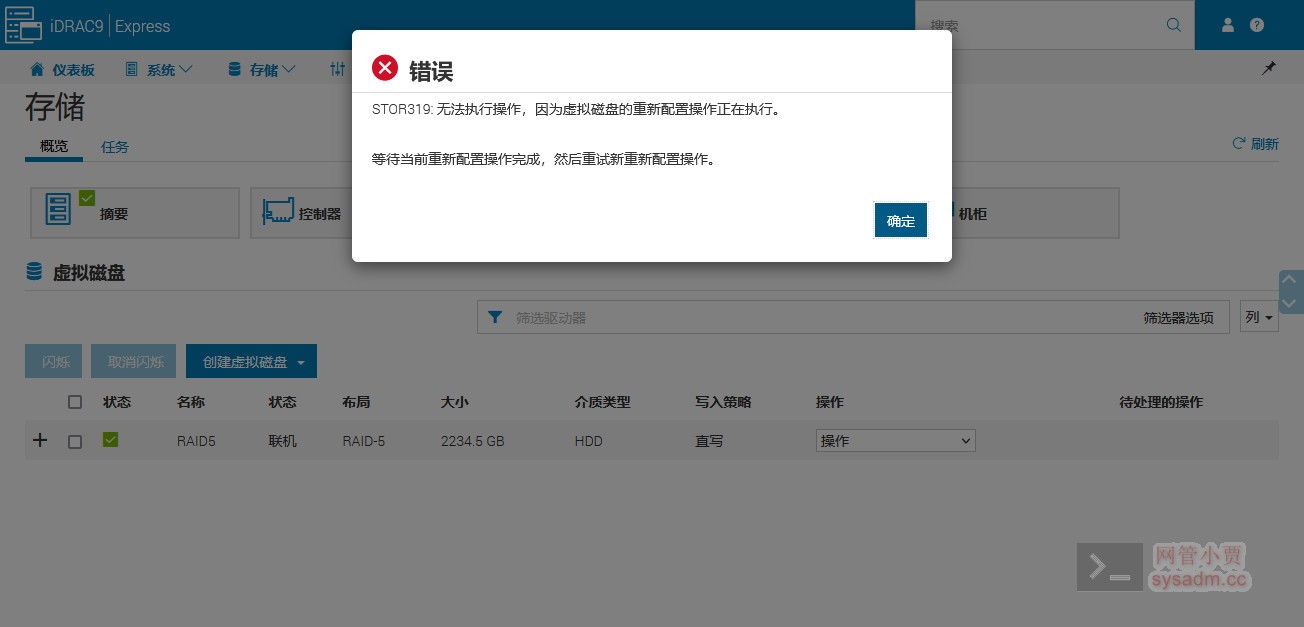 iDRAC9 | Express
搜索
仪表板
系统
存储
存储
概览
任务
刷新
错误
STOR319: 无法执行操作，因为虚拟磁盘的重新配置操作正在执行。
等待当前重新配置操作完成，然后重试新重新配置操作。
确定
摘要
控制器
机柜
虚拟磁盘
筛选驱动器
筛选器选项
列
闪烁
取消闪烁
创建虚拟磁盘
状态 名称 状态 布局 大小 介质类型 写入策略 操作 待处理的操作
+ RAID5 联机 RAID-5 2234.5 GB HDD 直写 操作
网管小贾
sysadm.cc